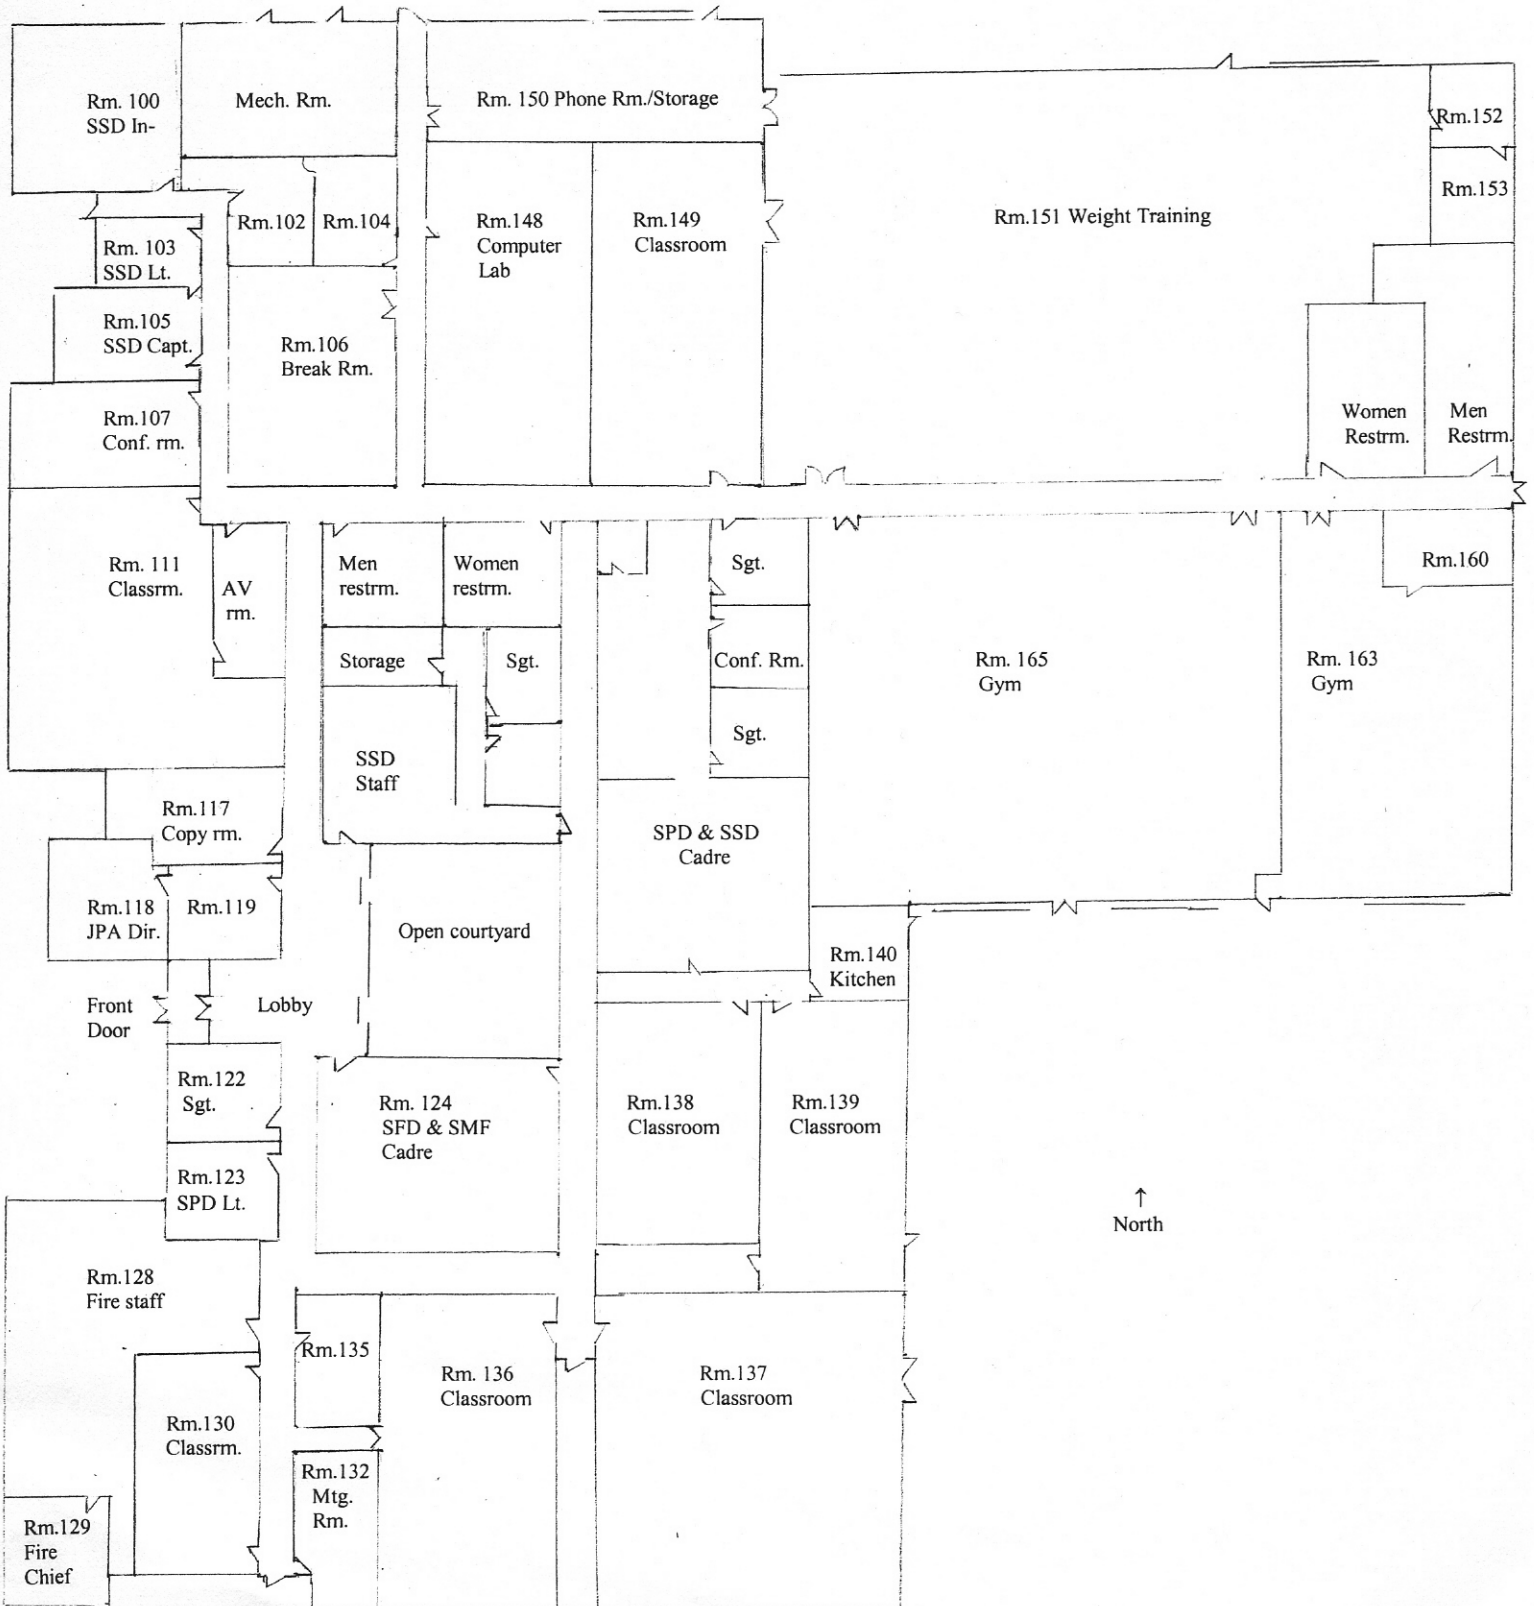 Rm. 100
SSD In-
Mech. Rm.
Rm. 150 Phone Rm./Storage
Rm.152
Rm.153
Rm.102
Rm.104
Rm. 103
SSD Lt.
Rm.148
Computer
Lab
Rm.149
Classroom
Rm.151 Weight Training
Rm.105
SSD Capt.
Rm.106
Break Rm.
Rm.107
Conf. rm.
Women
Restrm.
Men
Restrm.
Rm. 111
Classrm.
AV
rm.
Men
restrm.
Women
restrm.
Sgt.
Rm.160
Storage
Sgt.
Conf. Rm.
Rm. 165
Gym
Rm. 163
Gym
SSD
Staff
Sgt.
Rm.117
Copy rm.
SPD & SSD
Cadre
Rm.118
JPA Dir.
Rm.119
Open courtyard
Rm.140
Kitchen
Front
Door
Lobby
Rm.122
Sgt.
Rm. 124
SFD & SMF
Cadre
Rm.138
Classroom
Rm.139
Classroom
Rm.123
SPD Lt.
↑
North
Rm.128
Fire staff
Rm.135
Rm. 136
Classroom
Rm.137
Classroom
Rm.130
Classrm.
Rm.132
Mtg.
Rm.
Rm.129
Fire
Chief